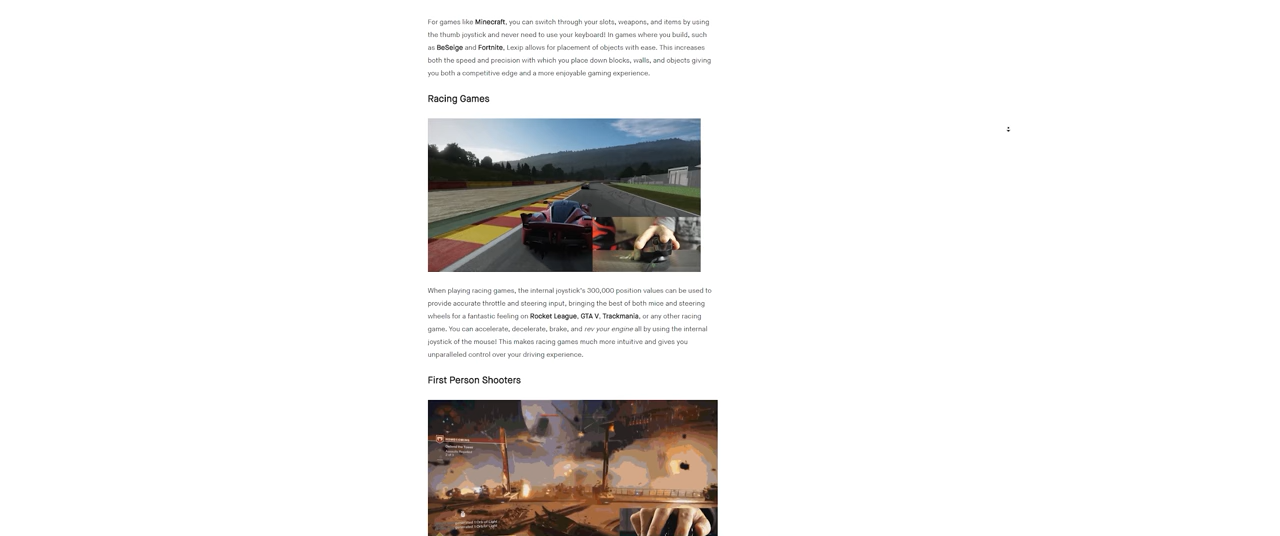 For games like Minecraft, you can switch through your slots, weapons, and items by using
the thumb joystick and never need to use your keyboard! In games where you build, such
as BeSeige and Fortnite, Lexip allows for placement of objects with ease. This increases
both the speed and precision with which you place down blocks, walls, and objects giving
you both a competitive edge and a more enjoyable gaming experience.
Racing Games
When playing racing games, the internal joystick's 300,000 position values can be used to
provide accurate throttle and steering input, bringing the best of both mice and steering
wheels for a fantastic feeling on Rocket League, GTA V, Trackmania, or any other racing
game. You can accelerate, decelerate, brake, and rev your engine all by using the internal
joystick of the mouse! This makes racing games much more intuitive and gives you
unparalleled control over your driving experience.
First Person Shooters